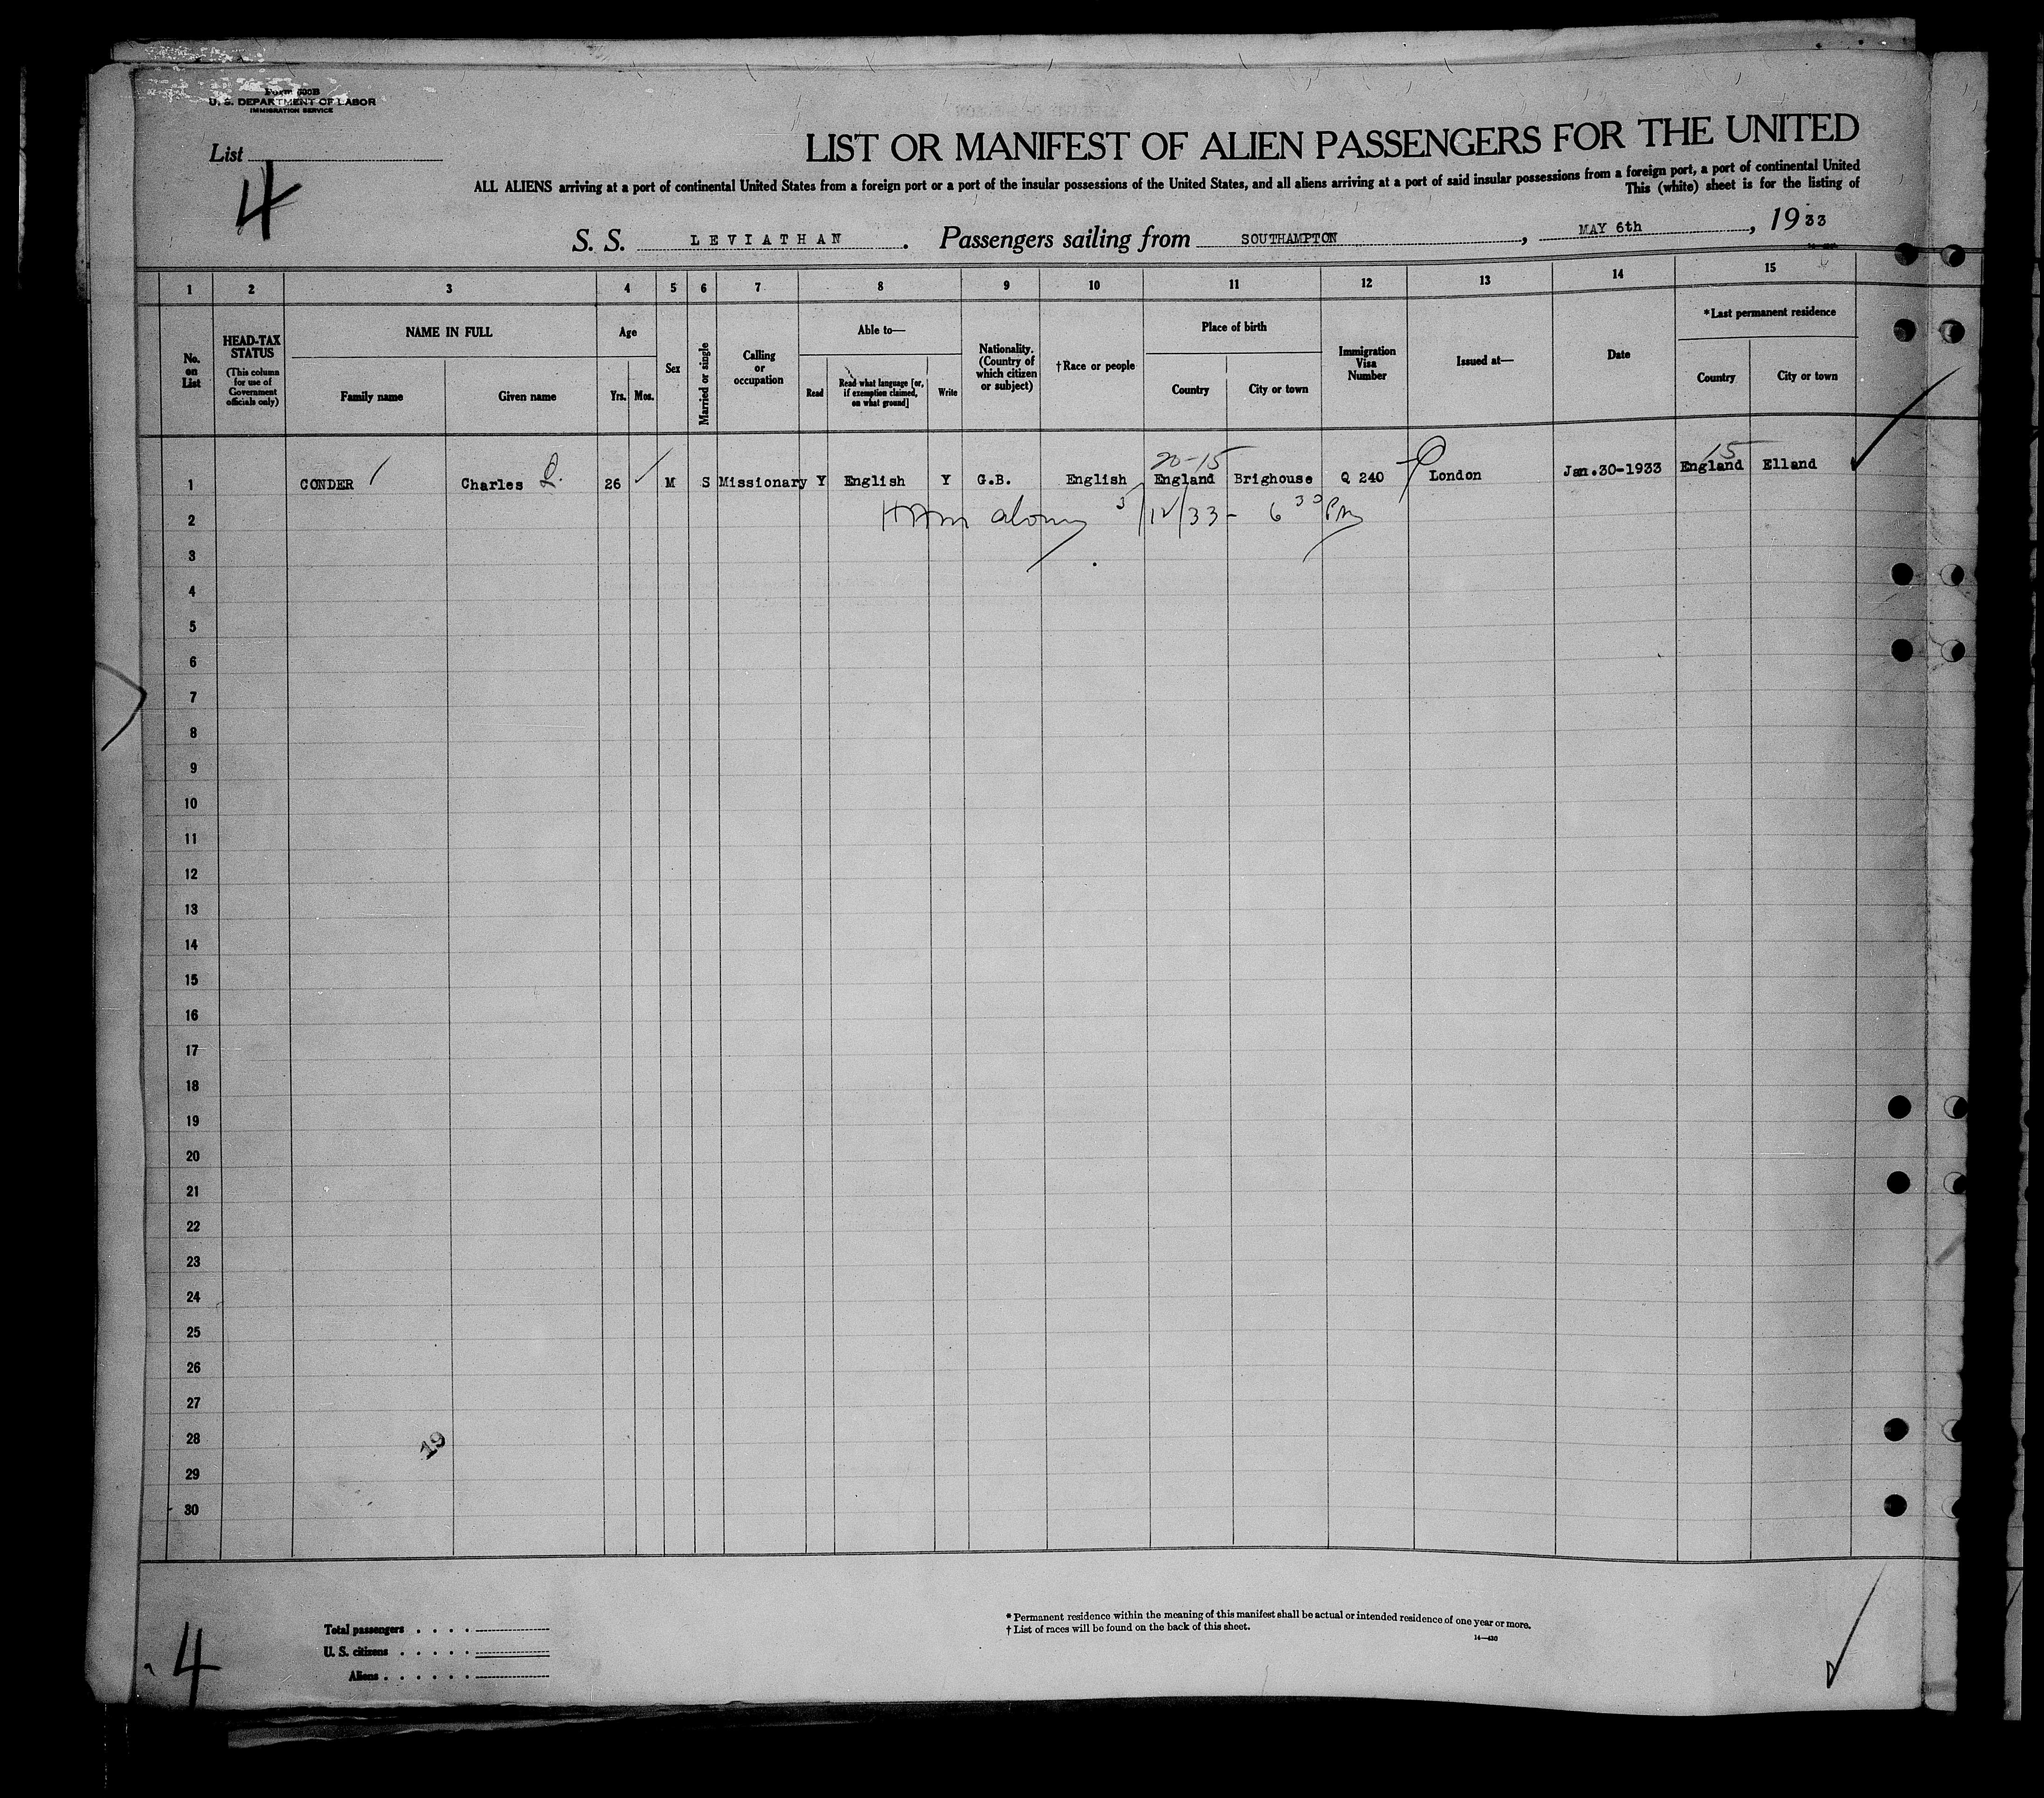 Form 500B
U. S. DEPARTMENT OF LABOR
IMMIGRATION SERVICE
List
4
LIST OR MANIFEST OF ALIEN PASSENGERS FOR THE UNITED
ALL ALIENS arriving at a port of continental United States from a foreign port or a port of the insular possessions of the United States, and all aliens arriving at a port of said insular possessions from a foreign port, a port of continental United
This (white) sheet is for the listing of
S. S. LEVIATHAN . Passengers sailing from SOUTHAMPTON , MAY 6th , 1933
1 2 3 4 5 6 7 8 9 10 11 12 13 14 15
No. on List
HEAD-TAX STATUS
(This column for use of Government officials only)
NAME IN FULL
Family name Given name
Age
Yrs. Mos.
Sex
Married or single
Calling or occupation
Able to—
Read
Read what language [or, if exemption claimed, on what ground]
Write
Nationality. (Country of which citizen or subject)
†Race or people
Place of birth
Country City or town
Immigration Visa Number
Issued at—
Date
*Last permanent residence
Country City or town
20-15 15
1 CONDER Charles 26 M S Missionary Y English Y G.B. English England Brighouse Q 240 London Jan.30-1933 England Elland
2 5/12/33 - 6 30 PM
3
4
5
6
7
8
9
10
11
12
13
14
15
16
17
18
19
20
21
22
23
24
25
26
27
28
19
29
30
Total passengers
U. S. citizens
Aliens
4
* Permanent residence within the meaning of this manifest shall be actual or intended residence of one year or more.
† List of races will be found on the back of this sheet.